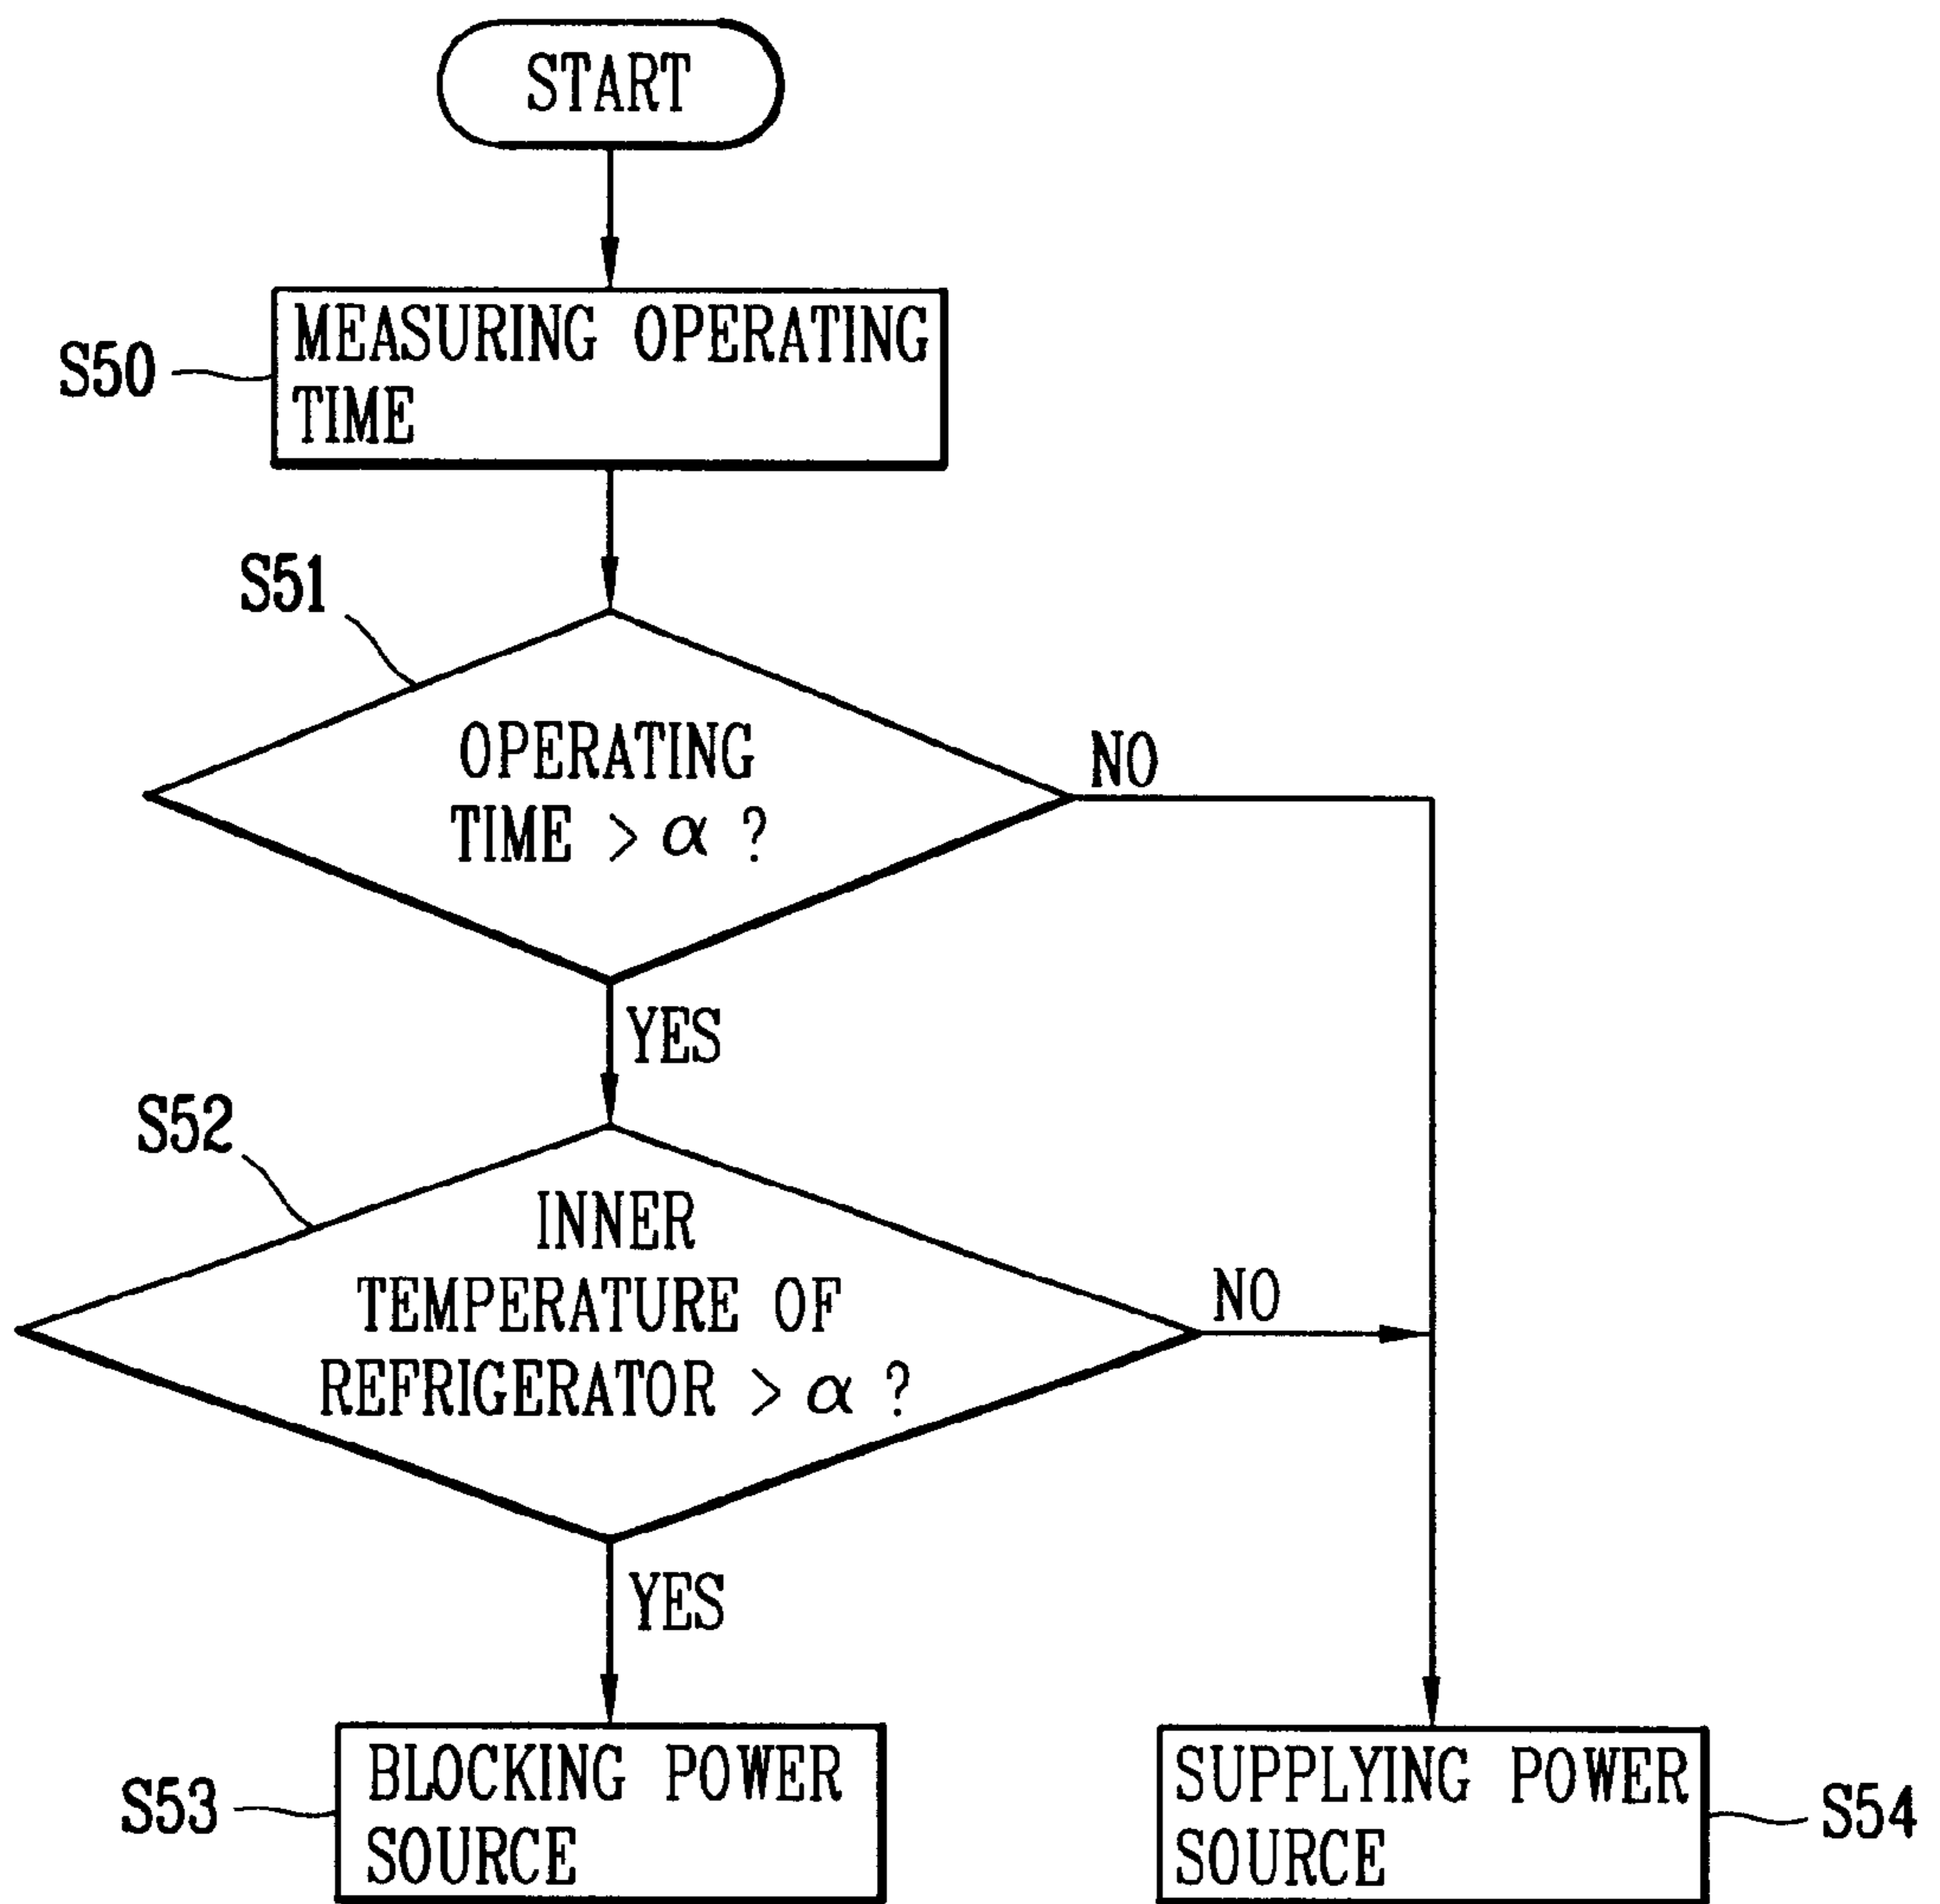 START
S50
MEASURING OPERATING
TIME
S51
OPERATING
TIME > α ?
NO
YES
S52
INNER
TEMPERATURE OF
REFRIGERATOR > α ?
NO
YES
S53
BLOCKING POWER
SOURCE
SUPPLYING POWER
SOURCE
S54